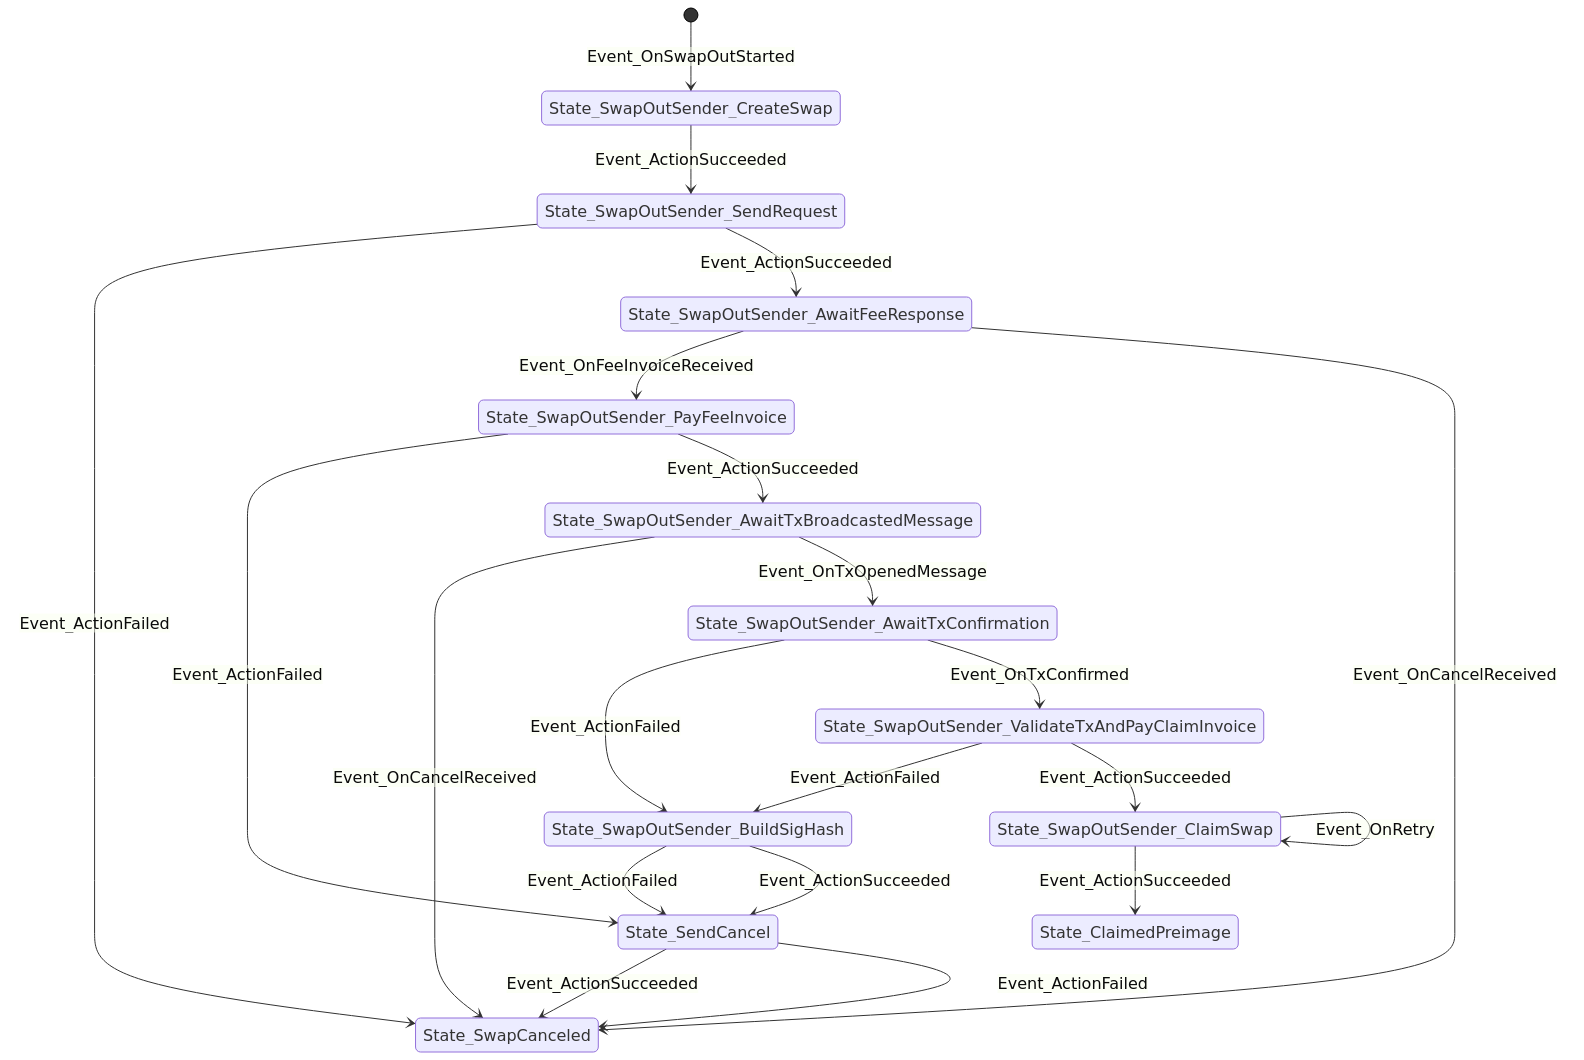 Event_OnSwapOutStarted
State_SwapOutSender_CreateSwap
Event_ActionSucceeded
State_SwapOutSender_SendRequest
Event_ActionSucceeded
State_SwapOutSender_AwaitFeeResponse
Event_OnFeeInvoiceReceived
State_SwapOutSender_PayFeeInvoice
Event_ActionSucceeded
State_SwapOutSender_AwaitTxBroadcastedMessage
Event_OnTxOpenedMessage
Event_ActionFailed
State_SwapOutSender_AwaitTxConfirmation
Event_ActionFailed
Event_OnTxConfirmed
Event_OnCancelReceived
Event_ActionFailed
State_SwapOutSender_ValidateTxAndPayClaimInvoice
Event_OnCancelReceived
Event_ActionFailed
Event_ActionSucceeded
State_SwapOutSender_BuildSigHash
State_SwapOutSender_ClaimSwap
Event_OnRetry
Event_ActionFailed
Event_ActionSucceeded
Event_ActionSucceeded
State_SendCancel
State_ClaimedPreimage
Event_ActionSucceeded
Event_ActionFailed
State_SwapCanceled